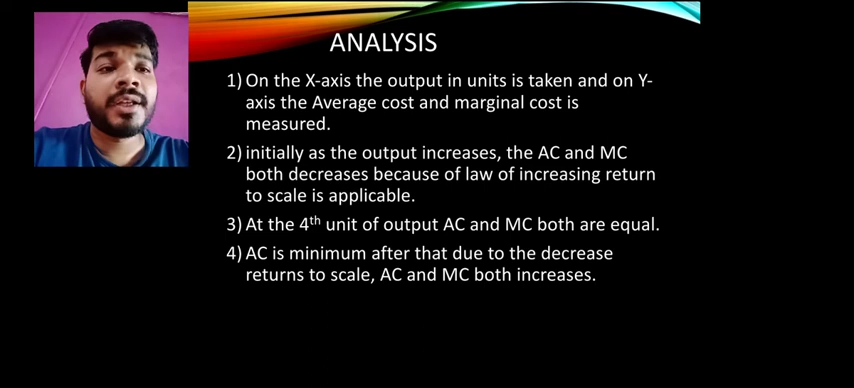 ANALYSIS
1) On the X-axis the output in units is taken and on Y-
axis the Average cost and marginal cost is
measured.
2) initially as the output increases, the AC and MC
both decreases because of law of increasing return
to scale is applicable.
3) At the 4th unit of output AC and MC both are equal.
4) AC is minimum after that due to the decrease
returns to scale, AC and MC both increases.